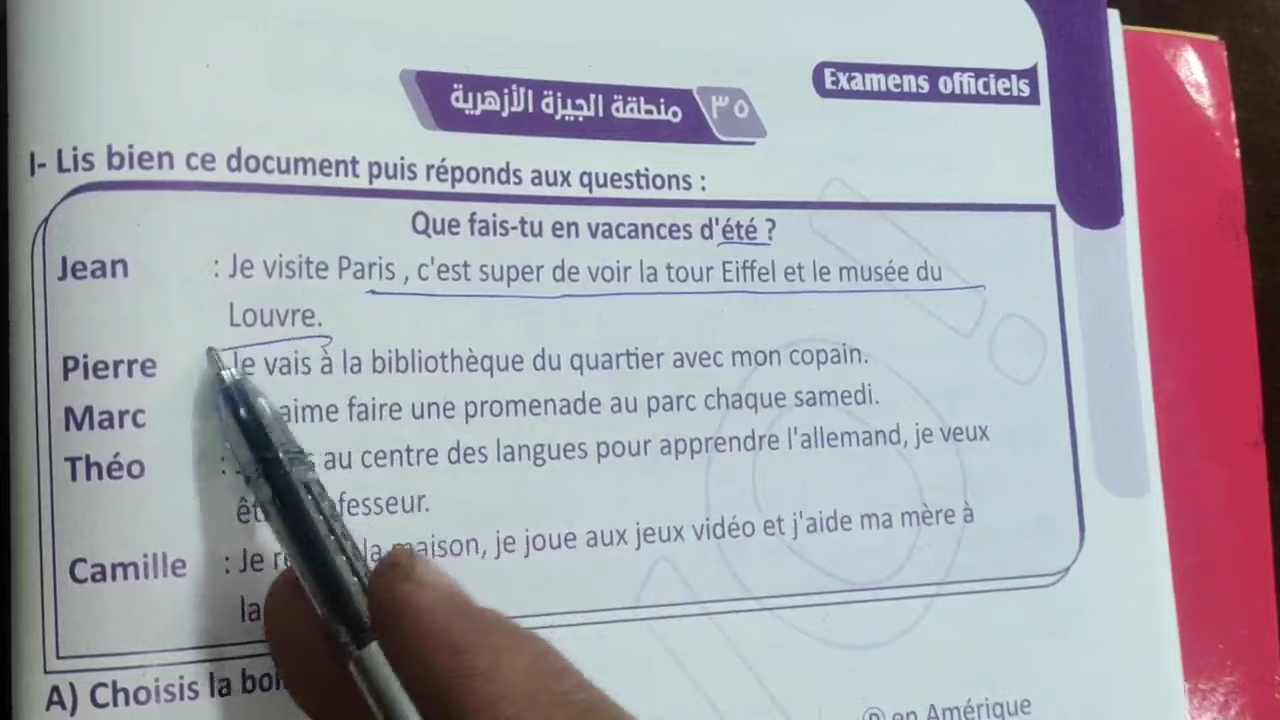 Examens officiels
٣٥ منطقة الجيزة الأزهرية
I- Lis bien ce document puis réponds aux questions :
Que fais-tu en vacances d'été ?
Jean : Je visite Paris , c'est super de voir la tour Eiffel et le musée du
Louvre.
Pierre Je vais à la bibliothèque du quartier avec mon copain.
Marc aime faire une promenade au parc chaque samedi.
Théo : au centre des langues pour apprendre l'allemand, je veux
Camille : Je la maison, je joue aux jeux vidéo et j'aide ma mère à
la
A) Choisis la
en Amérique